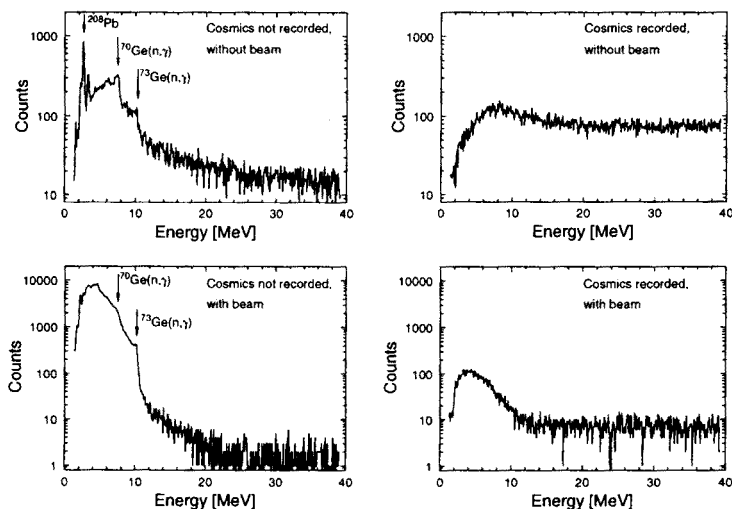 208Pb
70Ge(n,γ)
73Ge(n,γ)
Cosmics not recorded,
without beam
1000
100
10
Counts
0 10 20 30 40
Energy [MeV]
Cosmics recorded,
without beam
1000
100
10
Counts
0 10 20 30 40
Energy [MeV]
70Ge(n,γ)
73Ge(n,γ)
Cosmics not recorded,
with beam
10000
1000
100
10
1
Counts
0 10 20 30 40
Energy [MeV]
Cosmics recorded,
with beam
1000
100
10
1
Counts
0 10 20 30 40
Energy [MeV]